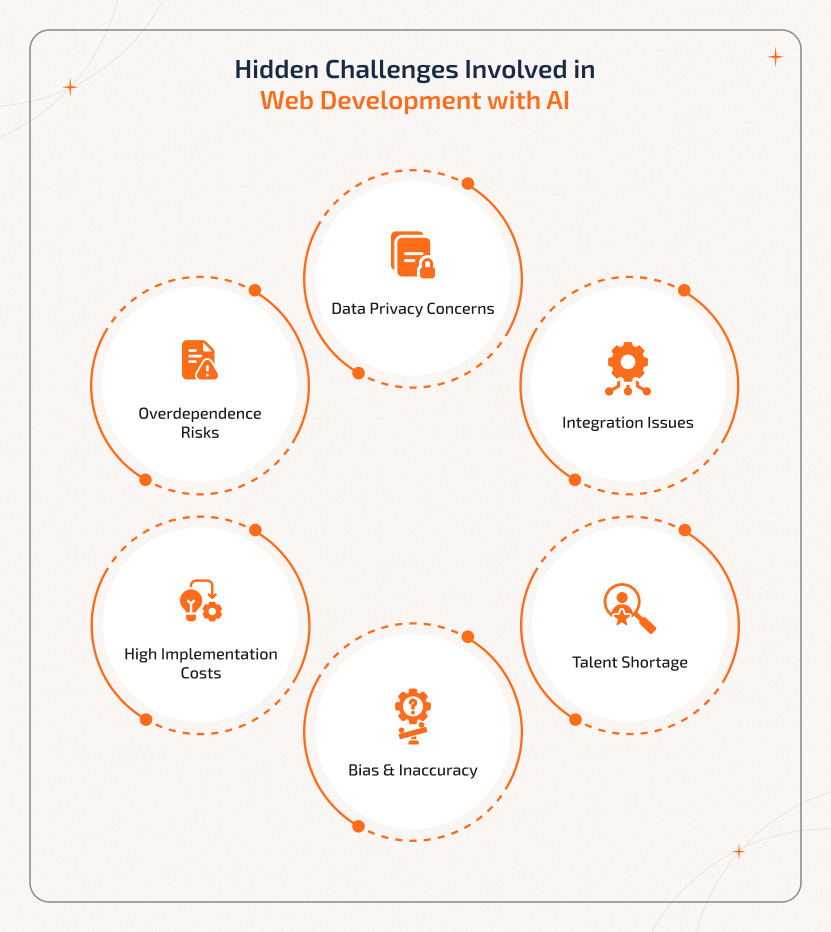 Hidden Challenges Involved in
Web Development with AI
Data Privacy Concerns
Overdependence
Risks
Integration Issues
High Implementation
Costs
Talent Shortage
Bias & Inaccuracy